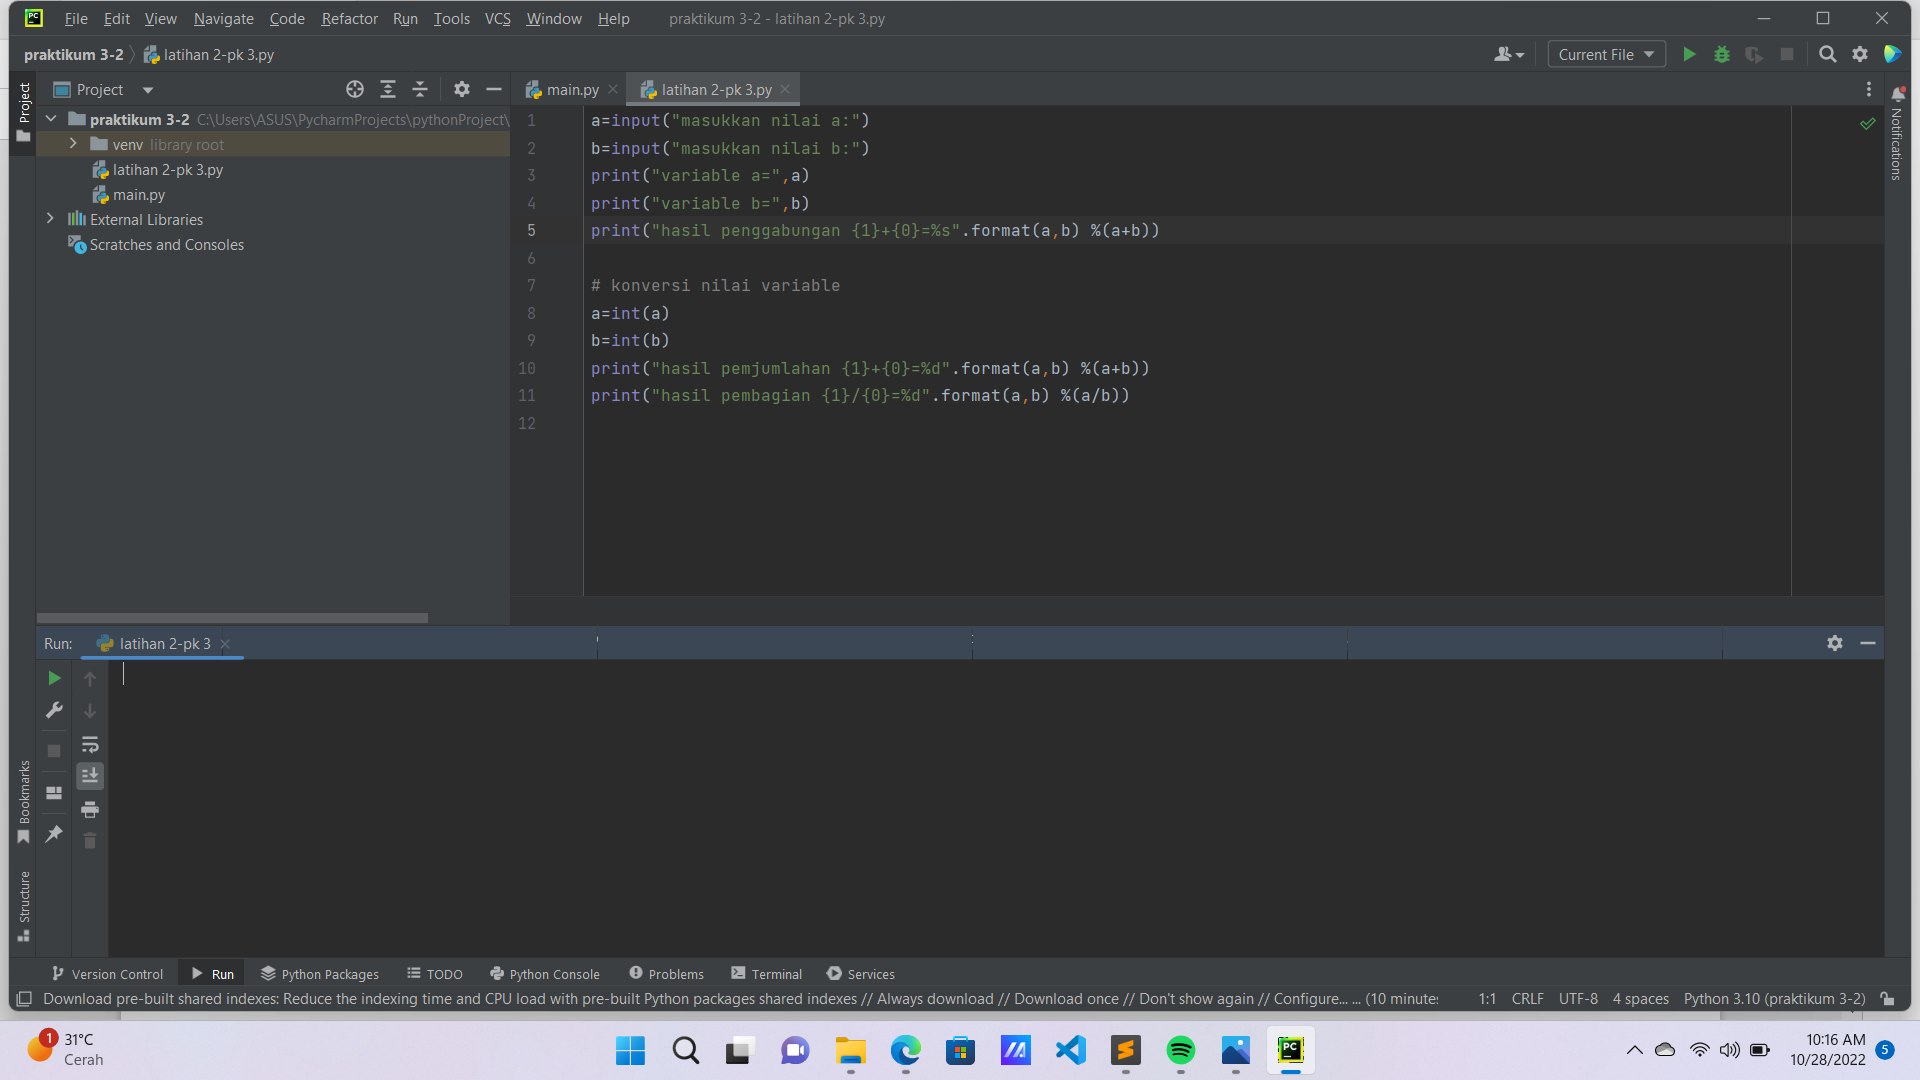 File Edit View Navigate Code Refactor Run Tools VCS Window Help praktikum 3-2 - latihan 2-pk 3.py
praktikum 3-2 latihan 2-pk 3.py Current File
Project Project main.py latihan 2-pk 3.py
praktikum 3-2 C:\Users\ASUS\PycharmProjects\pythonProject\
venv library root
latihan 2-pk 3.py
main.py
External Libraries
Scratches and Consoles
1 a=input("masukkan nilai a:")
2 b=input("masukkan nilai b:")
3 print("variable a=",a)
4 print("variable b=",b)
5 print("hasil penggabungan {1}+{0}=%s".format(a,b) %(a+b))
6
7 # konversi nilai variable
8 a=int(a)
9 b=int(b)
10 print("hasil pemjumlahan {1}+{0}=%d".format(a,b) %(a+b))
11 print("hasil pembagian {1}/{0}=%d".format(a,b) %(a/b))
12
Notifications
Run: latihan 2-pk 3
Bookmarks
Structure
Version Control Run Python Packages TODO Python Console Problems Terminal Services
Download pre-built shared indexes: Reduce the indexing time and CPU load with pre-built Python packages shared indexes // Always download // Download once // Don't show again // Configure... ... (10 minutes 1:1 CRLF UTF-8 4 spaces Python 3.10 (praktikum 3-2)
1 31°C
Cerah
PC
10:16 AM
10/28/2022 5